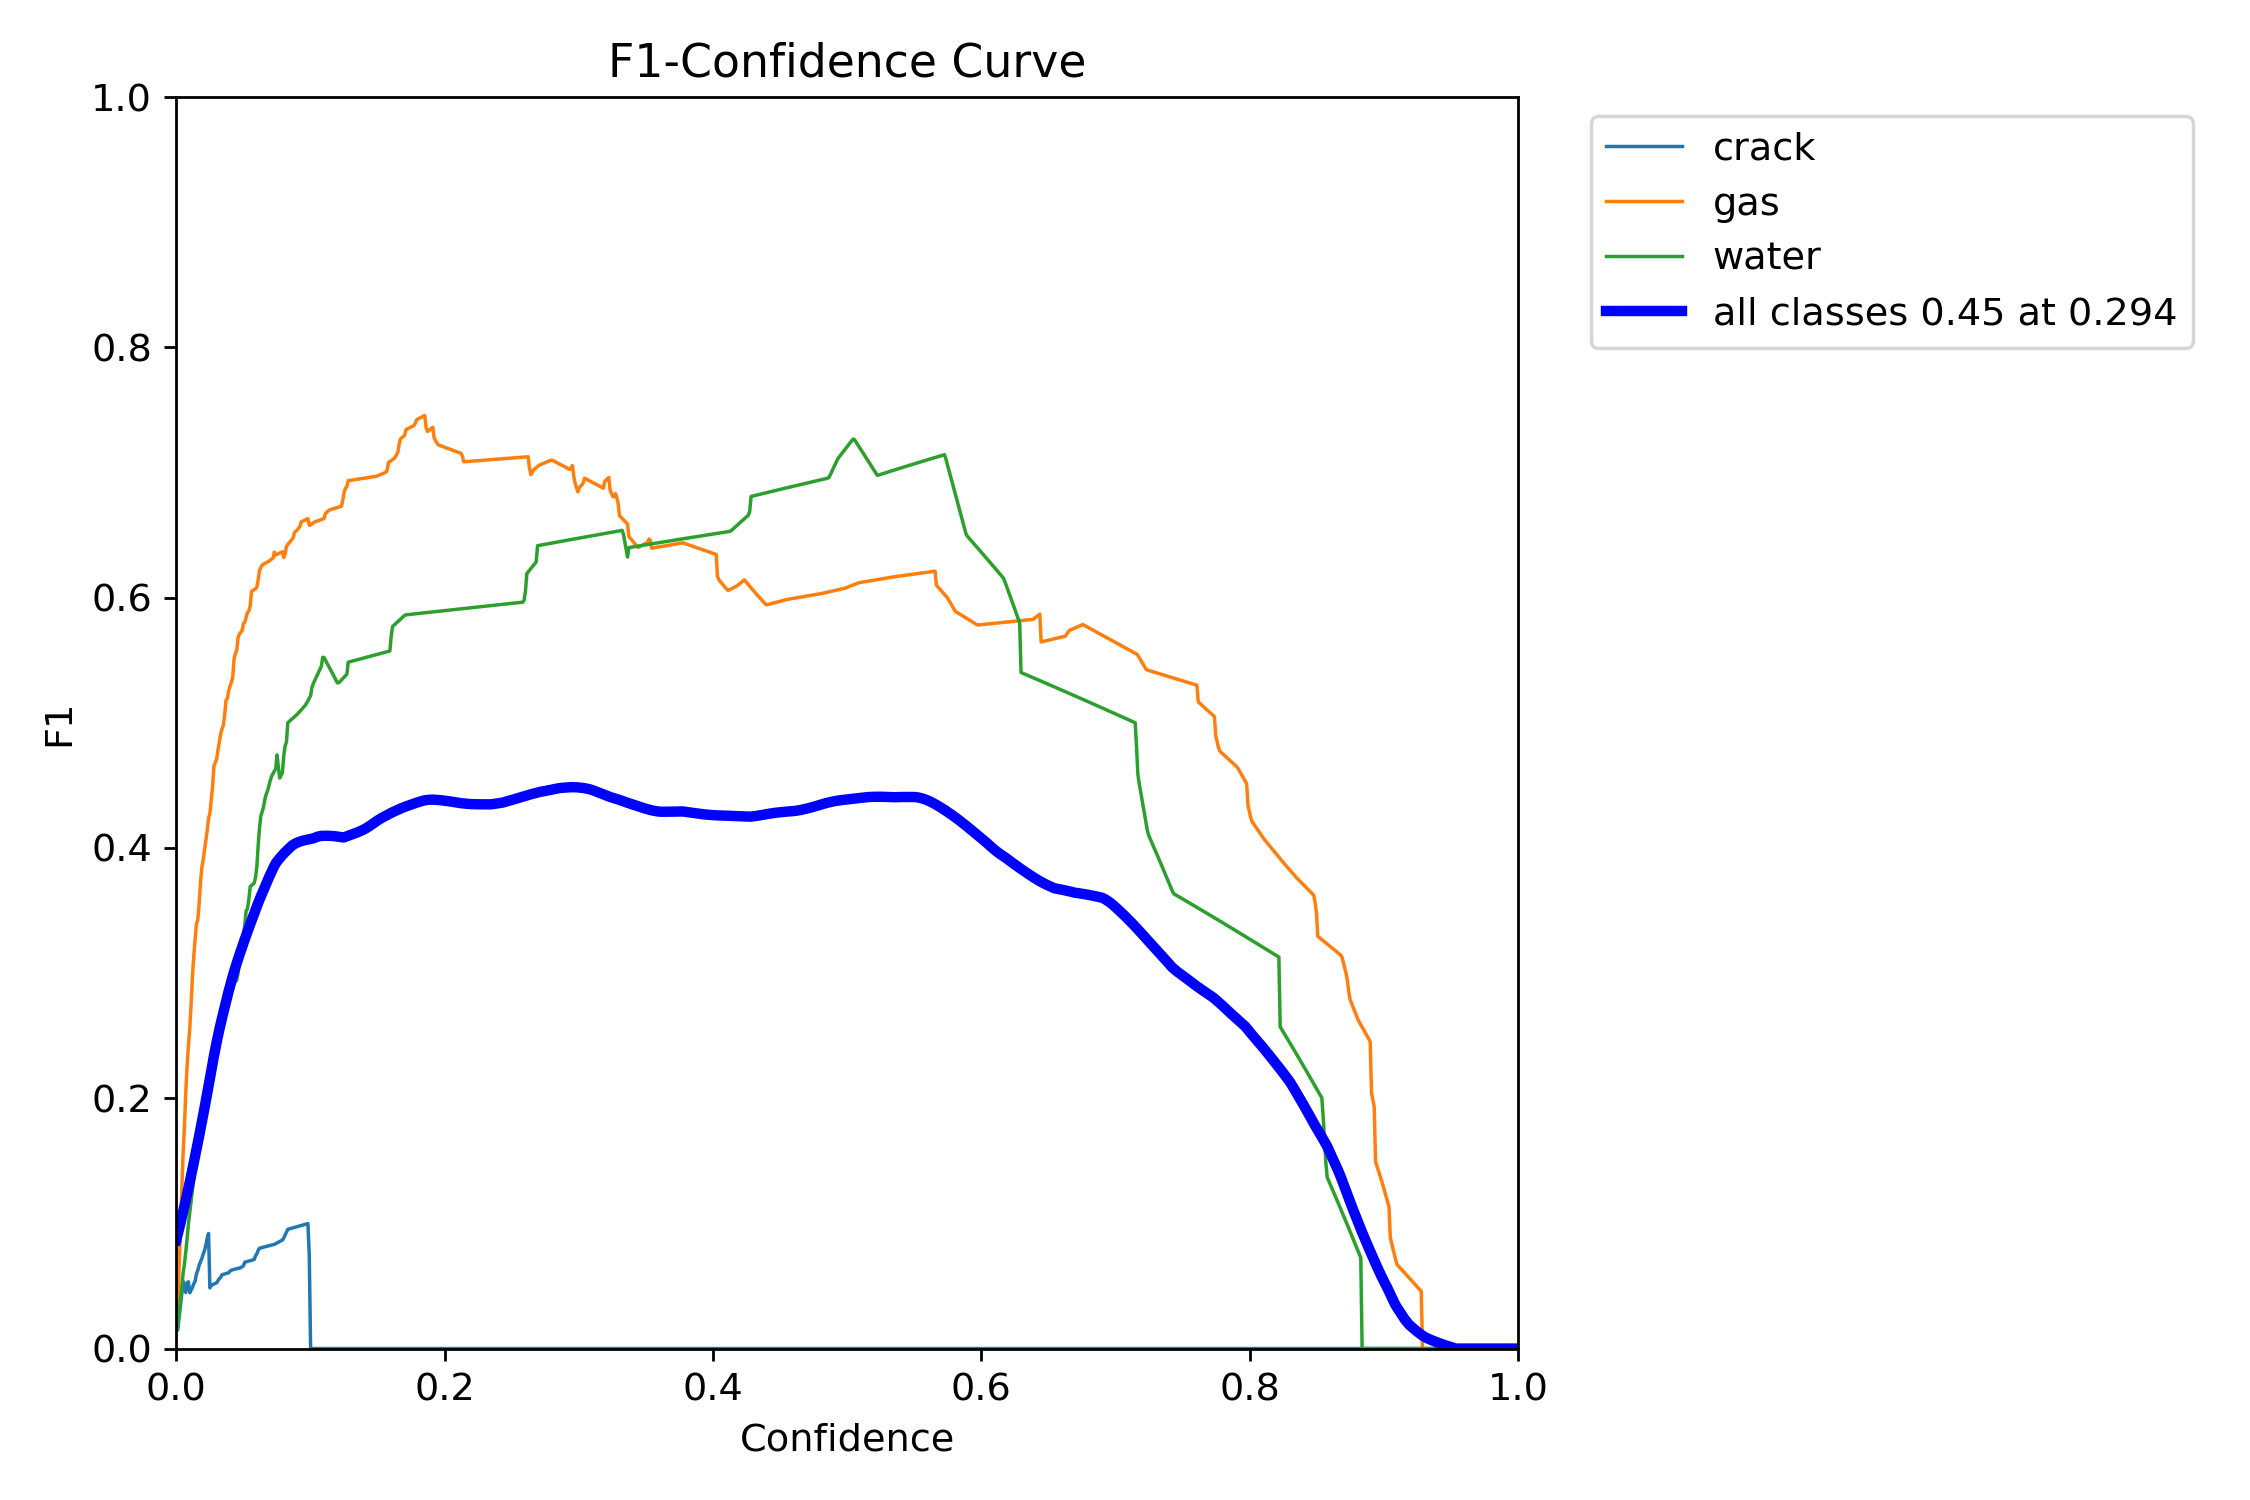 F1-Confidence Curve
1.0
0.8
0.6
0.4
0.2
0.0
F1
0.0 0.2 0.4 0.6 0.8 1.0
Confidence
crack
gas
water
all classes 0.45 at 0.294